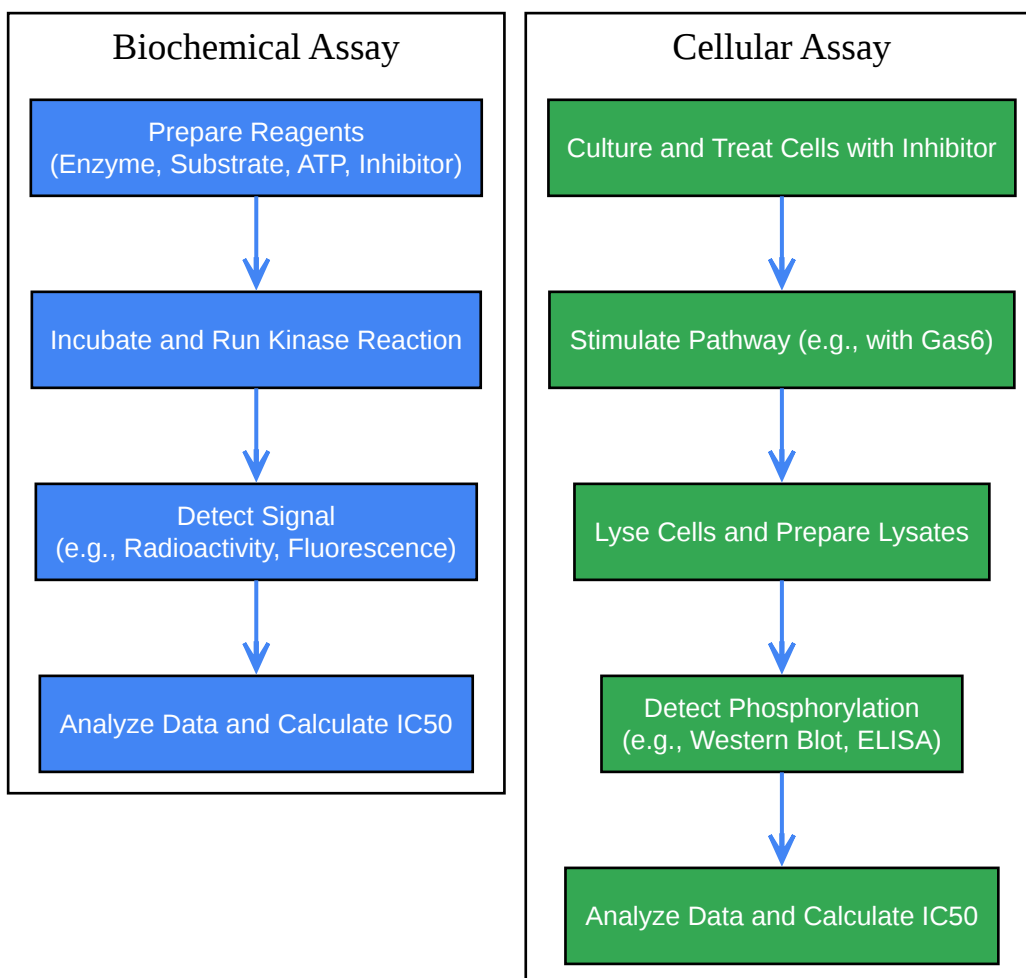 Biochemical Assay
Prepare Reagents
(Enzyme, Substrate, ATP, Inhibitor)
Incubate and Run Kinase Reaction
Detect Signal
(e.g., Radioactivity, Fluorescence)
Analyze Data and Calculate IC50
Cellular Assay
Culture and Treat Cells with Inhibitor
Stimulate Pathway (e.g., with Gas6)
Lyse Cells and Prepare Lysates
Detect Phosphorylation
(e.g., Western Blot, ELISA)
Analyze Data and Calculate IC50